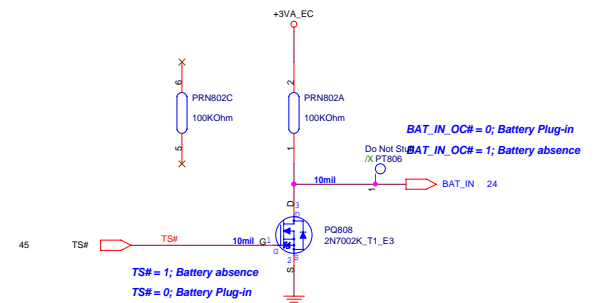 +3VA_EC
6
PRN802C
100KOhm
5
2
PRN802A
100KOhm
1
BAT_IN_OC# = 0; Battery Plug-in
Do Not Stuff
BAT_IN_OC# = 1; Battery absence
/X PT806
1
10mil
BAT_IN 24
D
3
D
PQ808
2N7002K_T1_E3
45 TS# TS# 10mil G 1
G
2 S
S
TS# = 1; Battery absence
TS# = 0; Battery Plug-in